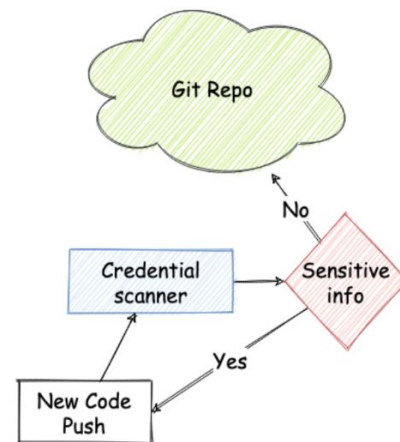 Git Repo
No
Credential
scanner
Sensitive
info
Yes
New Code
Push